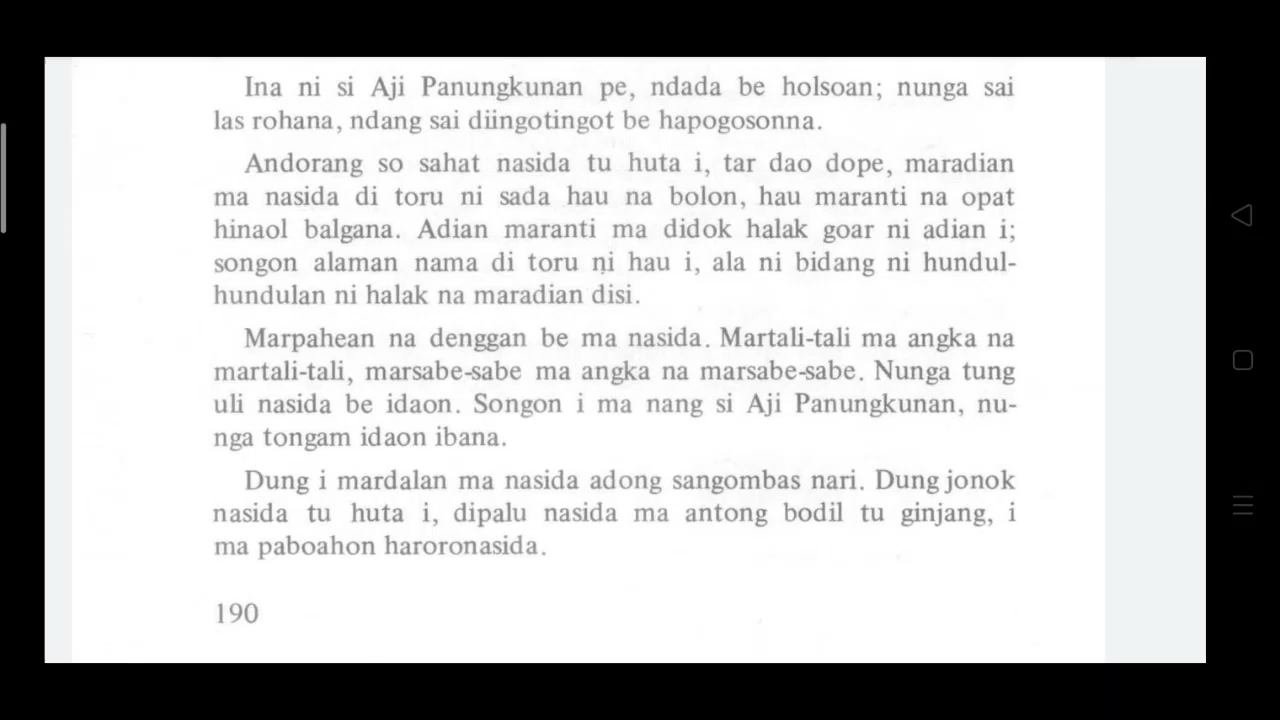 Ina ni si Aji Panungkunan pe, ndada be holsoan; nunga sai
las rohana, ndang sai diingotingot be hapogosonna.
Andorang so sahat nasida tu huta i, tar dao dope, maradian
ma nasida di toru ni sada hau na bolon, hau maranti na opat
hinaol balgana. Adian maranti ma didok halak goar ni adian i;
songon alaman nama di toru ni hau i, ala ni bidang ni hundul-
hundulan ni halak na maradian disi.
Marpahean na denggan be ma nasida. Martali-tali ma angka na
martali-tali, marsabe-sabe ma angka na marsabe-sabe. Nunga tung
uli nasida be idaon. Songon i ma nang si Aji Panungkunan, nu-
nga tongam idaon ibana.
Dung i mardalan ma nasida adong sangombas nari. Dung jonok
nasida tu huta i, dipalu nasida ma antong bodil tu ginjang, i
ma paboahon haroronasida.
190